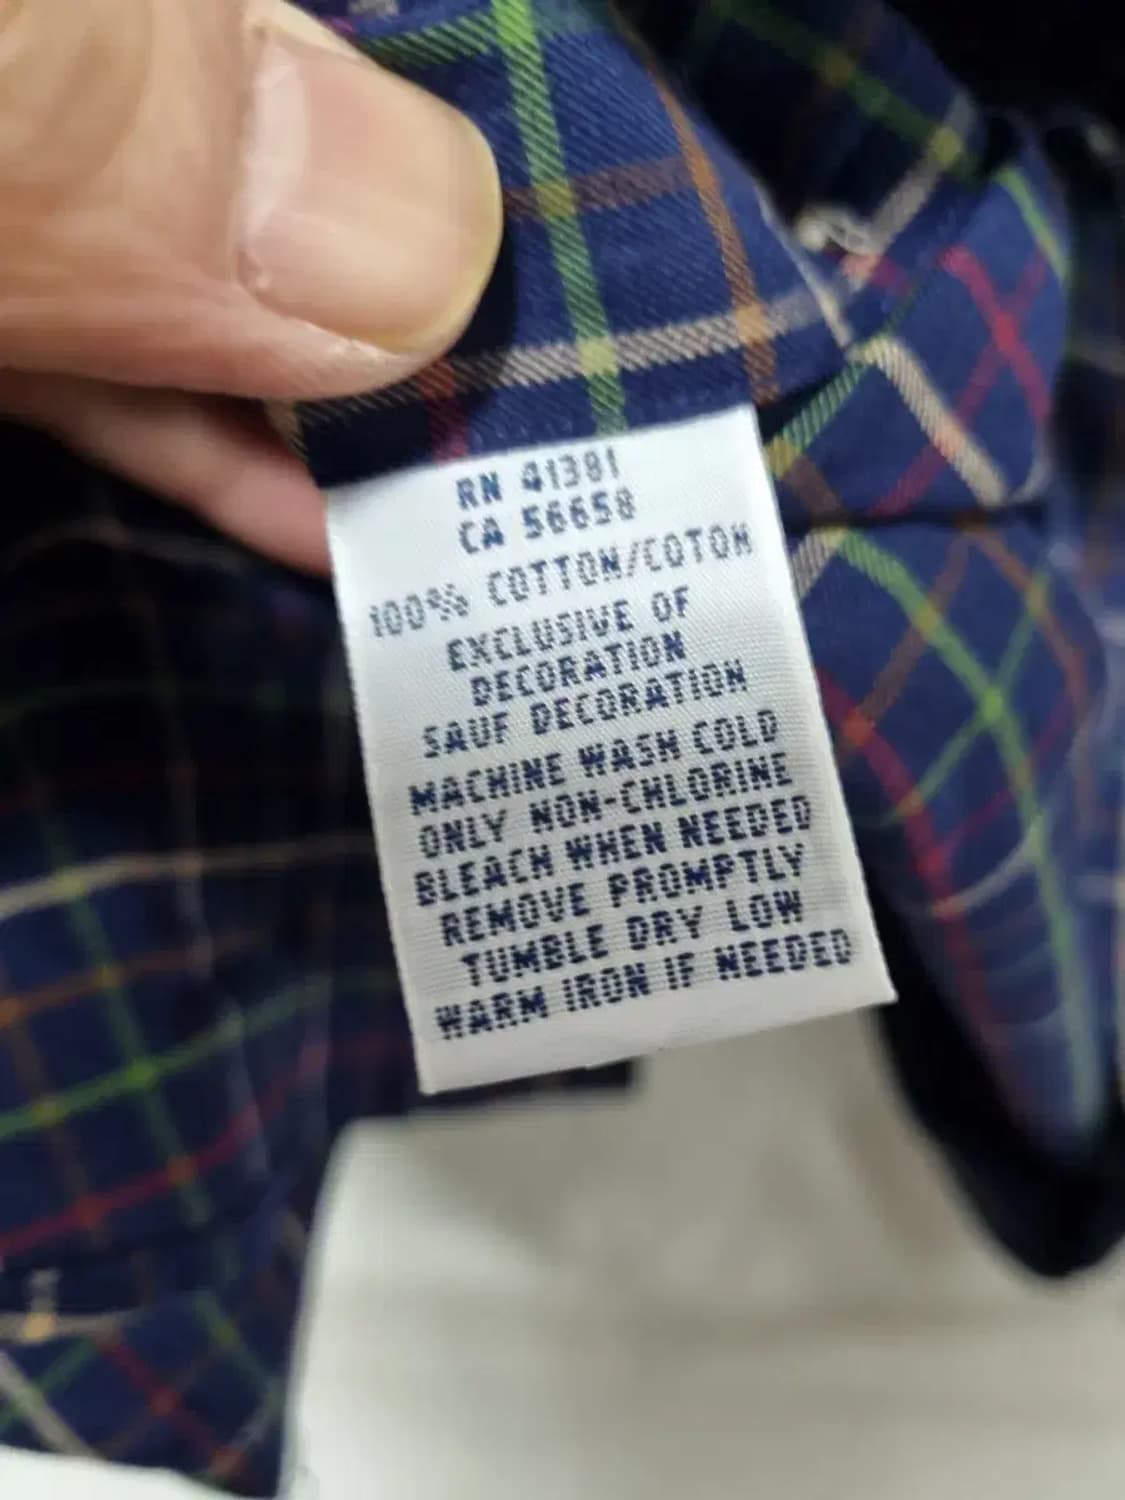 RN 41381
CA 56658
100% COTTON/COTON
EXCLUSIVE OF
DECORATION
SAUF DECORATION
MACHINE WASH COLD
ONLY NON-CHLORINE
BLEACH WHEN NEEDED
REMOVE PROMPTLY
TUMBLE DRY LOW
WARM IRON IF NEEDED